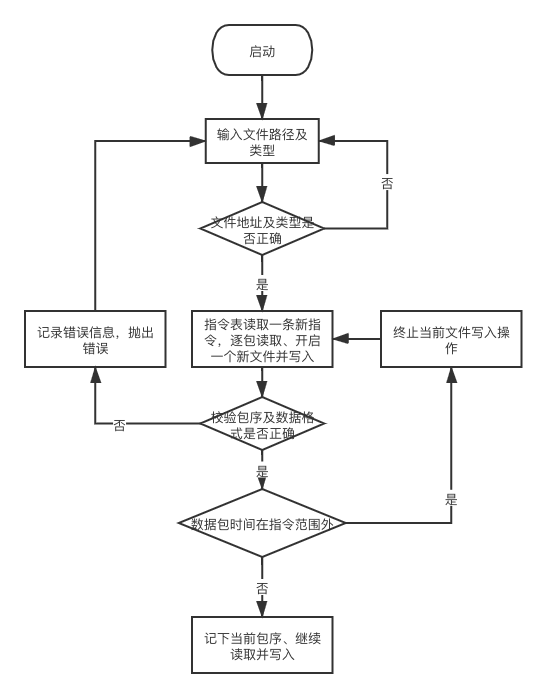 启动
输入文件路径及
类型
否
文件地址及类型是
否正确
是
记录错误信息，抛出
错误
指令表读取一条新指
令，逐包读取、开启
一个新文件并写入
终止当前文件写入操
作
校验包序及数据格
式是否正确
否
是
是
数据包时间在指令范围外
否
记下当前包序、继续
读取并写入